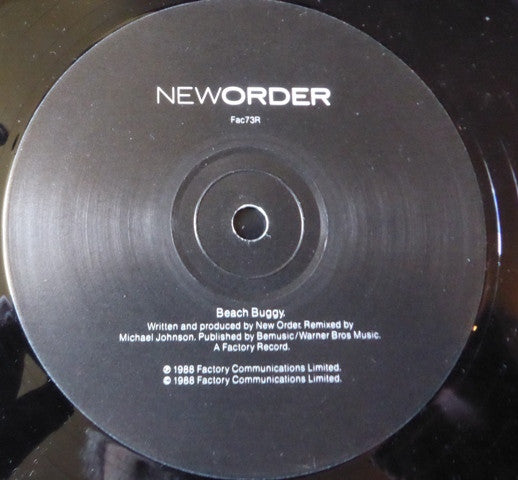 NEWORDER
Fac73R
Beach Buggy.
Written and produced by New Order. Remixed by
Michael Johnson. Published by Bemusic/Warner Bros Music.
A Factory Record.
℗ 1988 Factory Communications Limited.
© 1988 Factory Communications Limited.